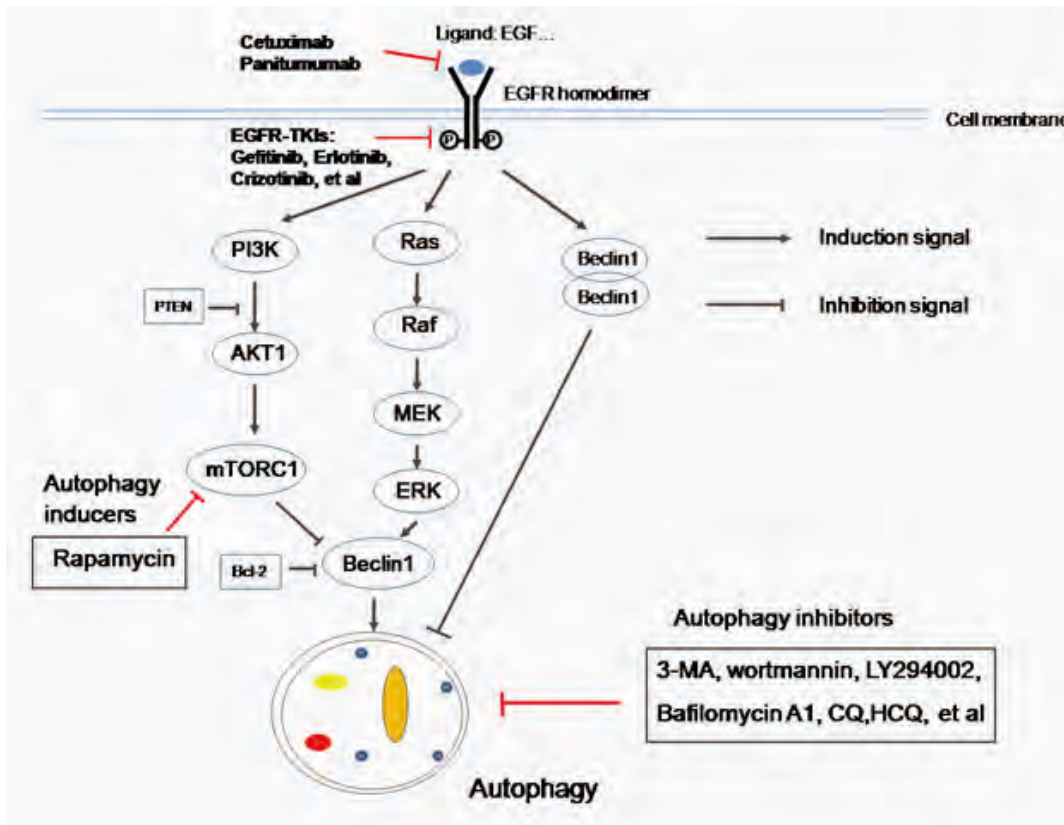 Ligand: EGF...
Cetuximab
Panitumumab
EGFR homodimer
Cell membrane
EGFR-TKIs:
Gefitinib, Erlotinib,
Crizotinib, et al
P
P
PI3K
Ras
Beclin1
Beclin1
Induction signal
Inhibition signal
PTEN
Raf
AKT1
MEK
mTORC1
ERK
Autophagy
inducers
Rapamycin
Bcl-2
Beclin1
Autophagy inhibitors
3-MA, wortmannin, LY294002,
Bafilomycin A1, CQ,HCQ, et al
Autophagy